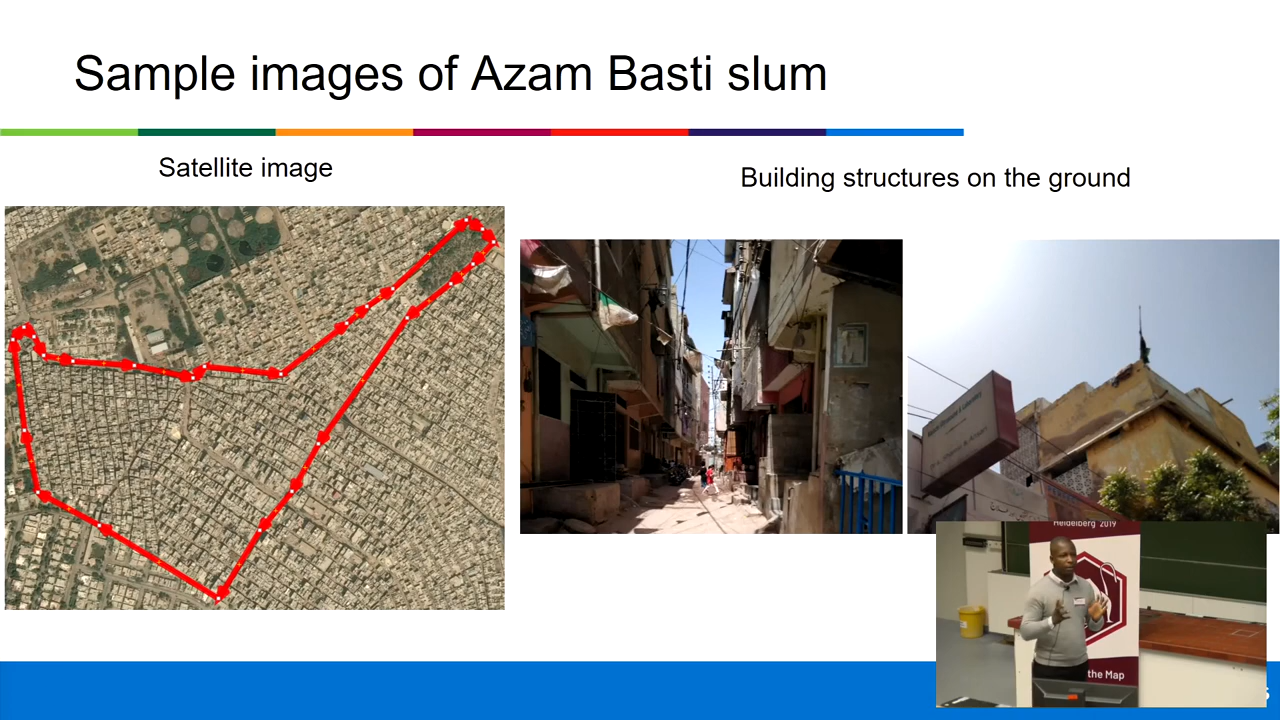 Sample images of Azam Basti slum
Satellite image
Building structures on the ground
Heidelberg 2019
the Map